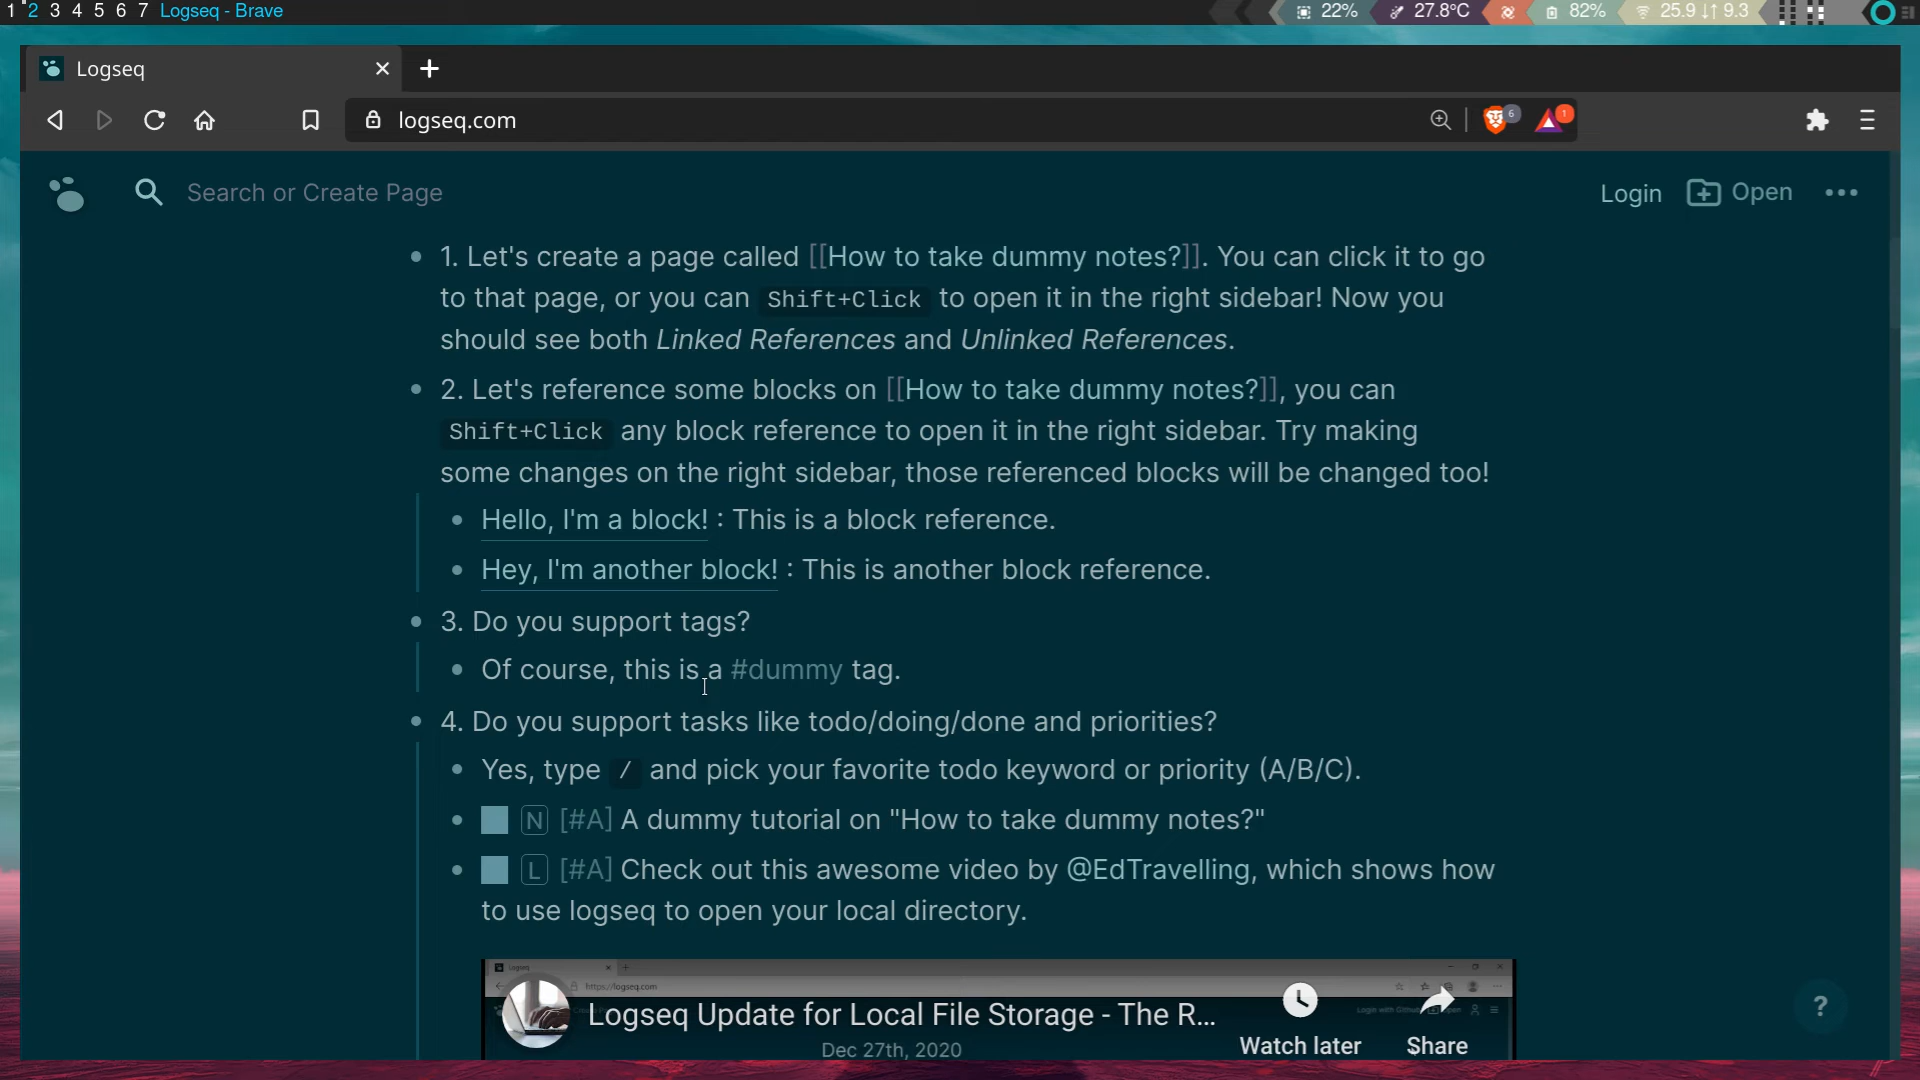 1 2 3 4 5 6 7 Logseq - Brave 22% 27.8°C 82% 25.9 ↓↑ 9.3
Logseq
logseq.com 6 1
Search or Create Page Login Open
1. Let's create a page called [[How to take dummy notes?]]. You can click it to go
to that page, or you can Shift+Click to open it in the right sidebar! Now you
should see both Linked References and Unlinked References.
2. Let's reference some blocks on [[How to take dummy notes?]], you can
Shift+Click any block reference to open it in the right sidebar. Try making
some changes on the right sidebar, those referenced blocks will be changed too!
Hello, I'm a block! : This is a block reference.
Hey, I'm another block! : This is another block reference.
3. Do you support tags?
Of course, this is a #dummy tag.
4. Do you support tasks like todo/doing/done and priorities?
Yes, type / and pick your favorite todo keyword or priority (A/B/C).
N [#A] A dummy tutorial on "How to take dummy notes?"
L [#A] Check out this awesome video by @EdTravelling, which shows how
to use logseq to open your local directory.
Logseq
https://logseq.com
Login with Github Open
Logseq Update for Local File Storage - The R...
Dec 27th, 2020
Watch later Share
?